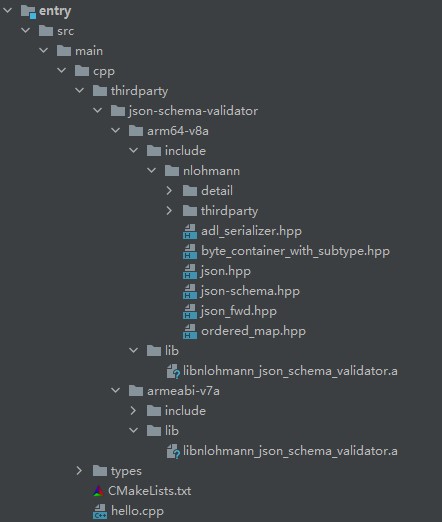 entry
src
main
cpp
thirdparty
json-schema-validator
arm64-v8a
include
nlohmann
detail
thirdparty
adl_serializer.hpp
byte_container_with_subtype.hpp
json.hpp
json-schema.hpp
json_fwd.hpp
ordered_map.hpp
lib
libnlohmann_json_schema_validator.a
armeabi-v7a
include
lib
libnlohmann_json_schema_validator.a
types
CMakeLists.txt
hello.cpp